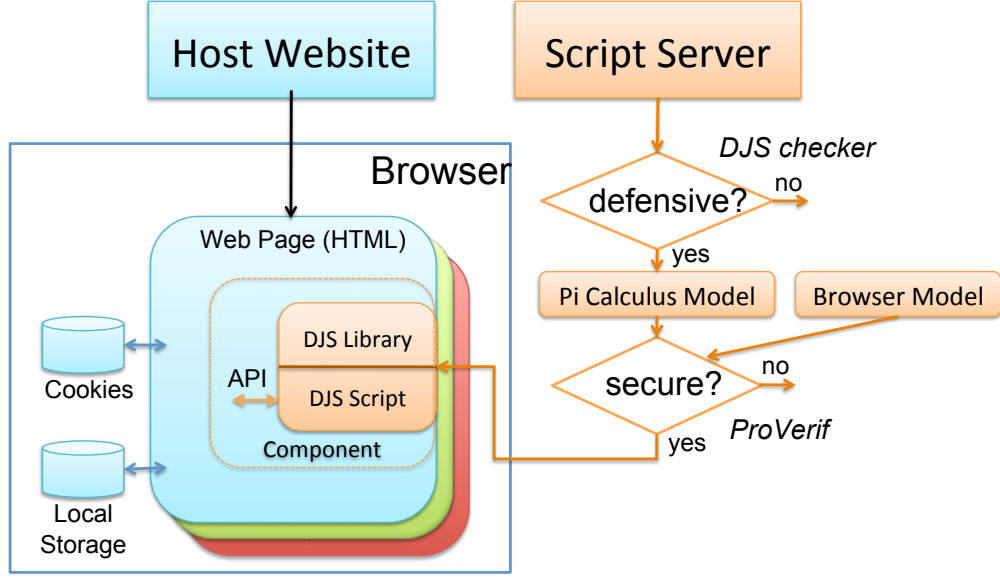 Host Website
Script Server
Browser
DJS checker
defensive?
no
yes
Web Page (HTML)
Pi Calculus Model
Browser Model
DJS Library
API
DJS Script
Component
Cookies
Local
Storage
secure?
no
yes
ProVerif